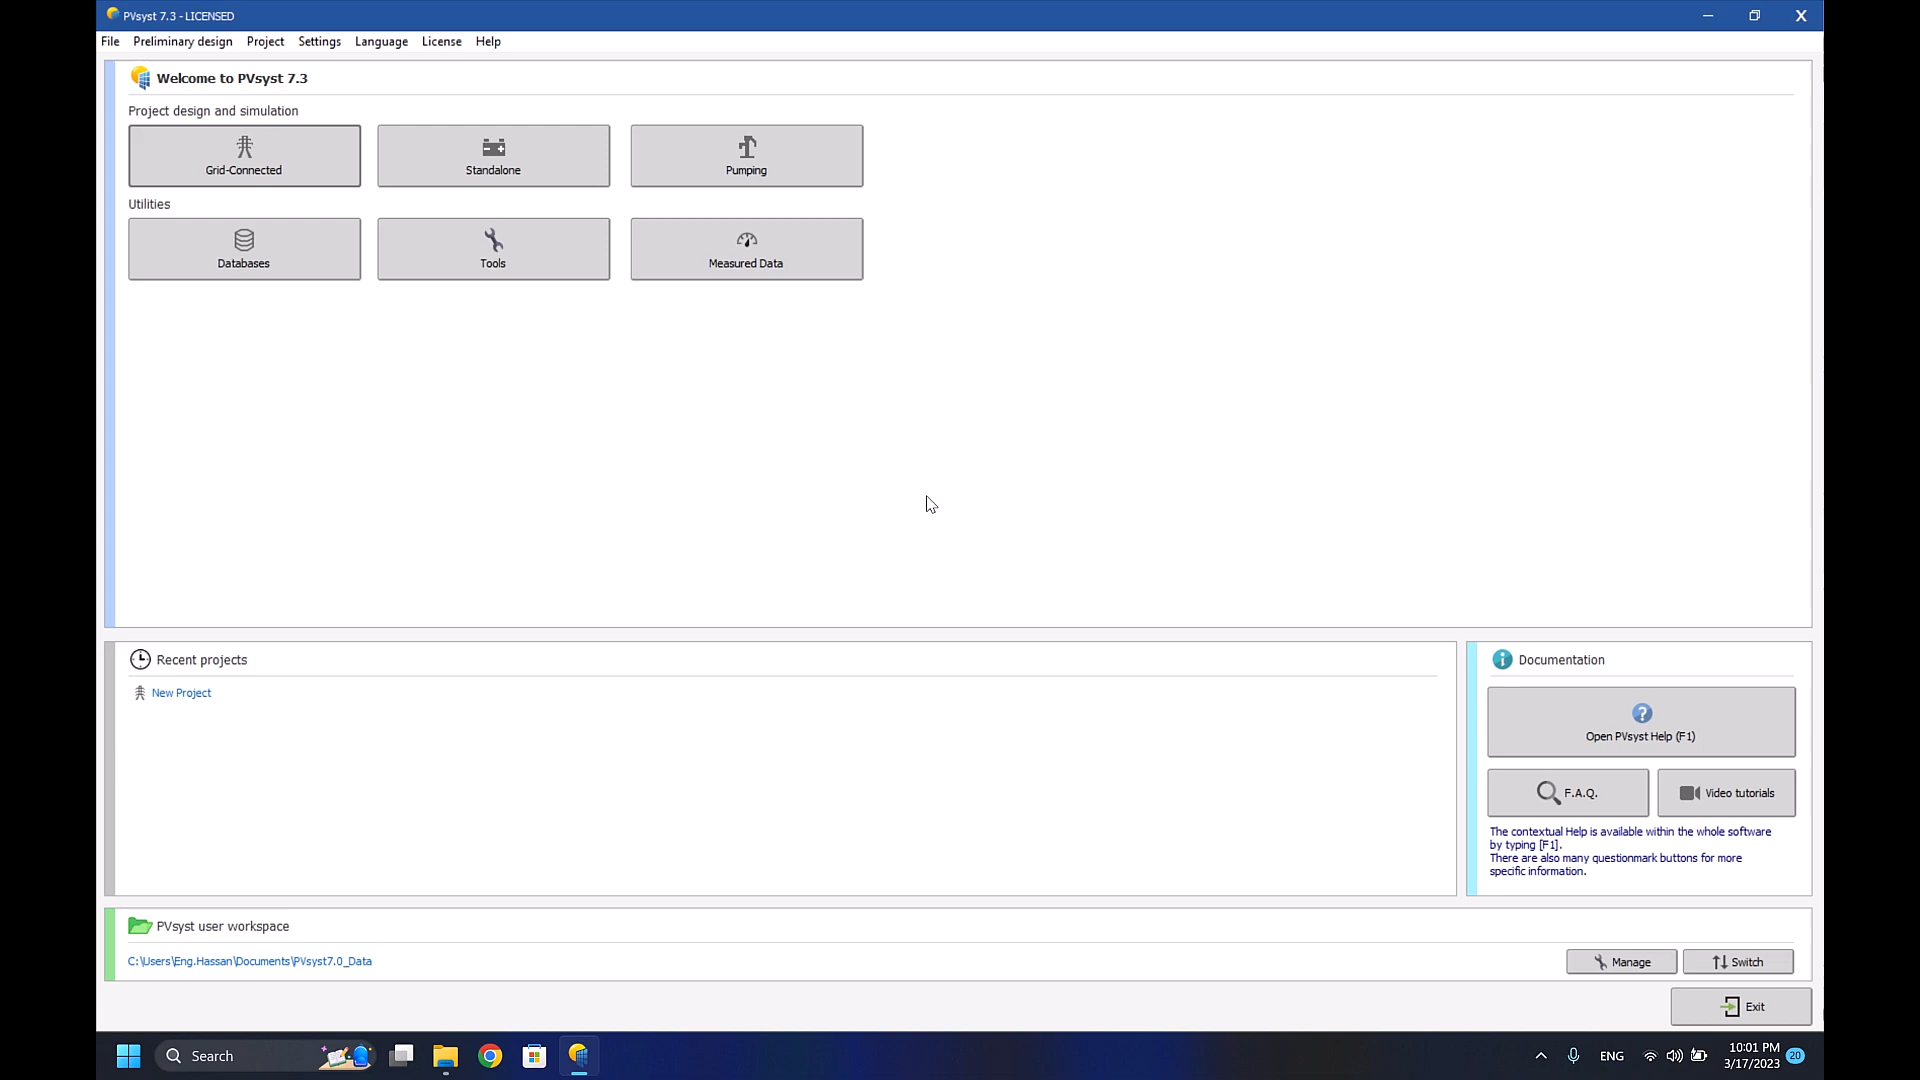 PVsyst 7.3 - LICENSED
File Preliminary design Project Settings Language License Help
Welcome to PVsyst 7.3
Project design and simulation
Grid-Connected
Standalone
Pumping
Utilities
Databases
Tools
Measured Data
Recent projects
New Project
Documentation
Open PVsyst Help (F1)
F.A.Q.
Video tutorials
The contextual Help is available within the whole software
by typing [F1].
There are also many questionmark buttons for more
specific information.
PVsyst user workspace
C:\Users\Eng.Hassan\Documents\PVsyst7.0_Data
Manage
Switch
Exit
Search
ENG
10:01 PM
3/17/2023
20